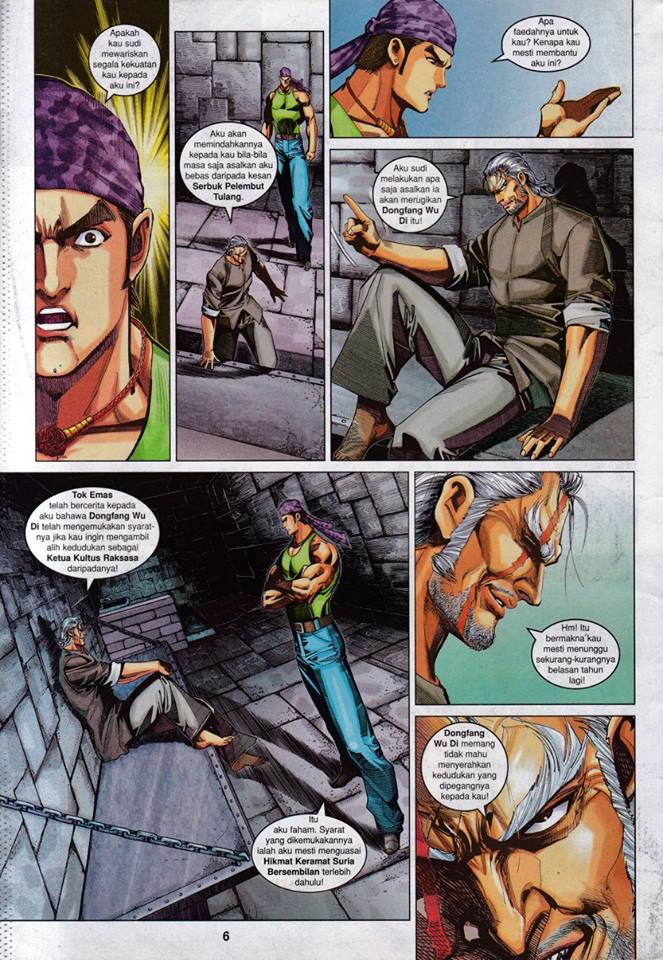 Apakah
kau sudi
mewariskan
segala kekuatan
kau kepada
aku ini?
Aku akan
memindahkannya
kepada kau bila-bila
masa saja asalkan aku
bebas daripada kesan
Serbuk Pelembut
Tulang.
Apa
faedahnya untuk
kau? Kenapa kau
mesti membantu
aku ini?
Aku sudi
melakukan apa
saja asalkan ia
akan merugikan
Dongfang Wu
Di itu!
Tok Emas
telah bercerita kepada
aku bahawa Dongfang Wu
Di telah mengemukakan syarat-
nya jika kau ingin mengambil
alih kedudukan sebagai
Ketua Kultus Raksasa
daripadanya!
Itu
aku faham. Syarat
yang dikemukakannya
ialah aku mesti menguasai
Hikmat Keramat Suria
Bersembilan terlebih
dahulu!
Hm! Itu
bermakna kau
mesti menunggu
sekurang-kurangnya
belasan tahun
lagi!
Dongfang
Wu Di memang
tidak mahu
menyerahkan
kedudukan yang
dipegangnya
kepada kau!
6